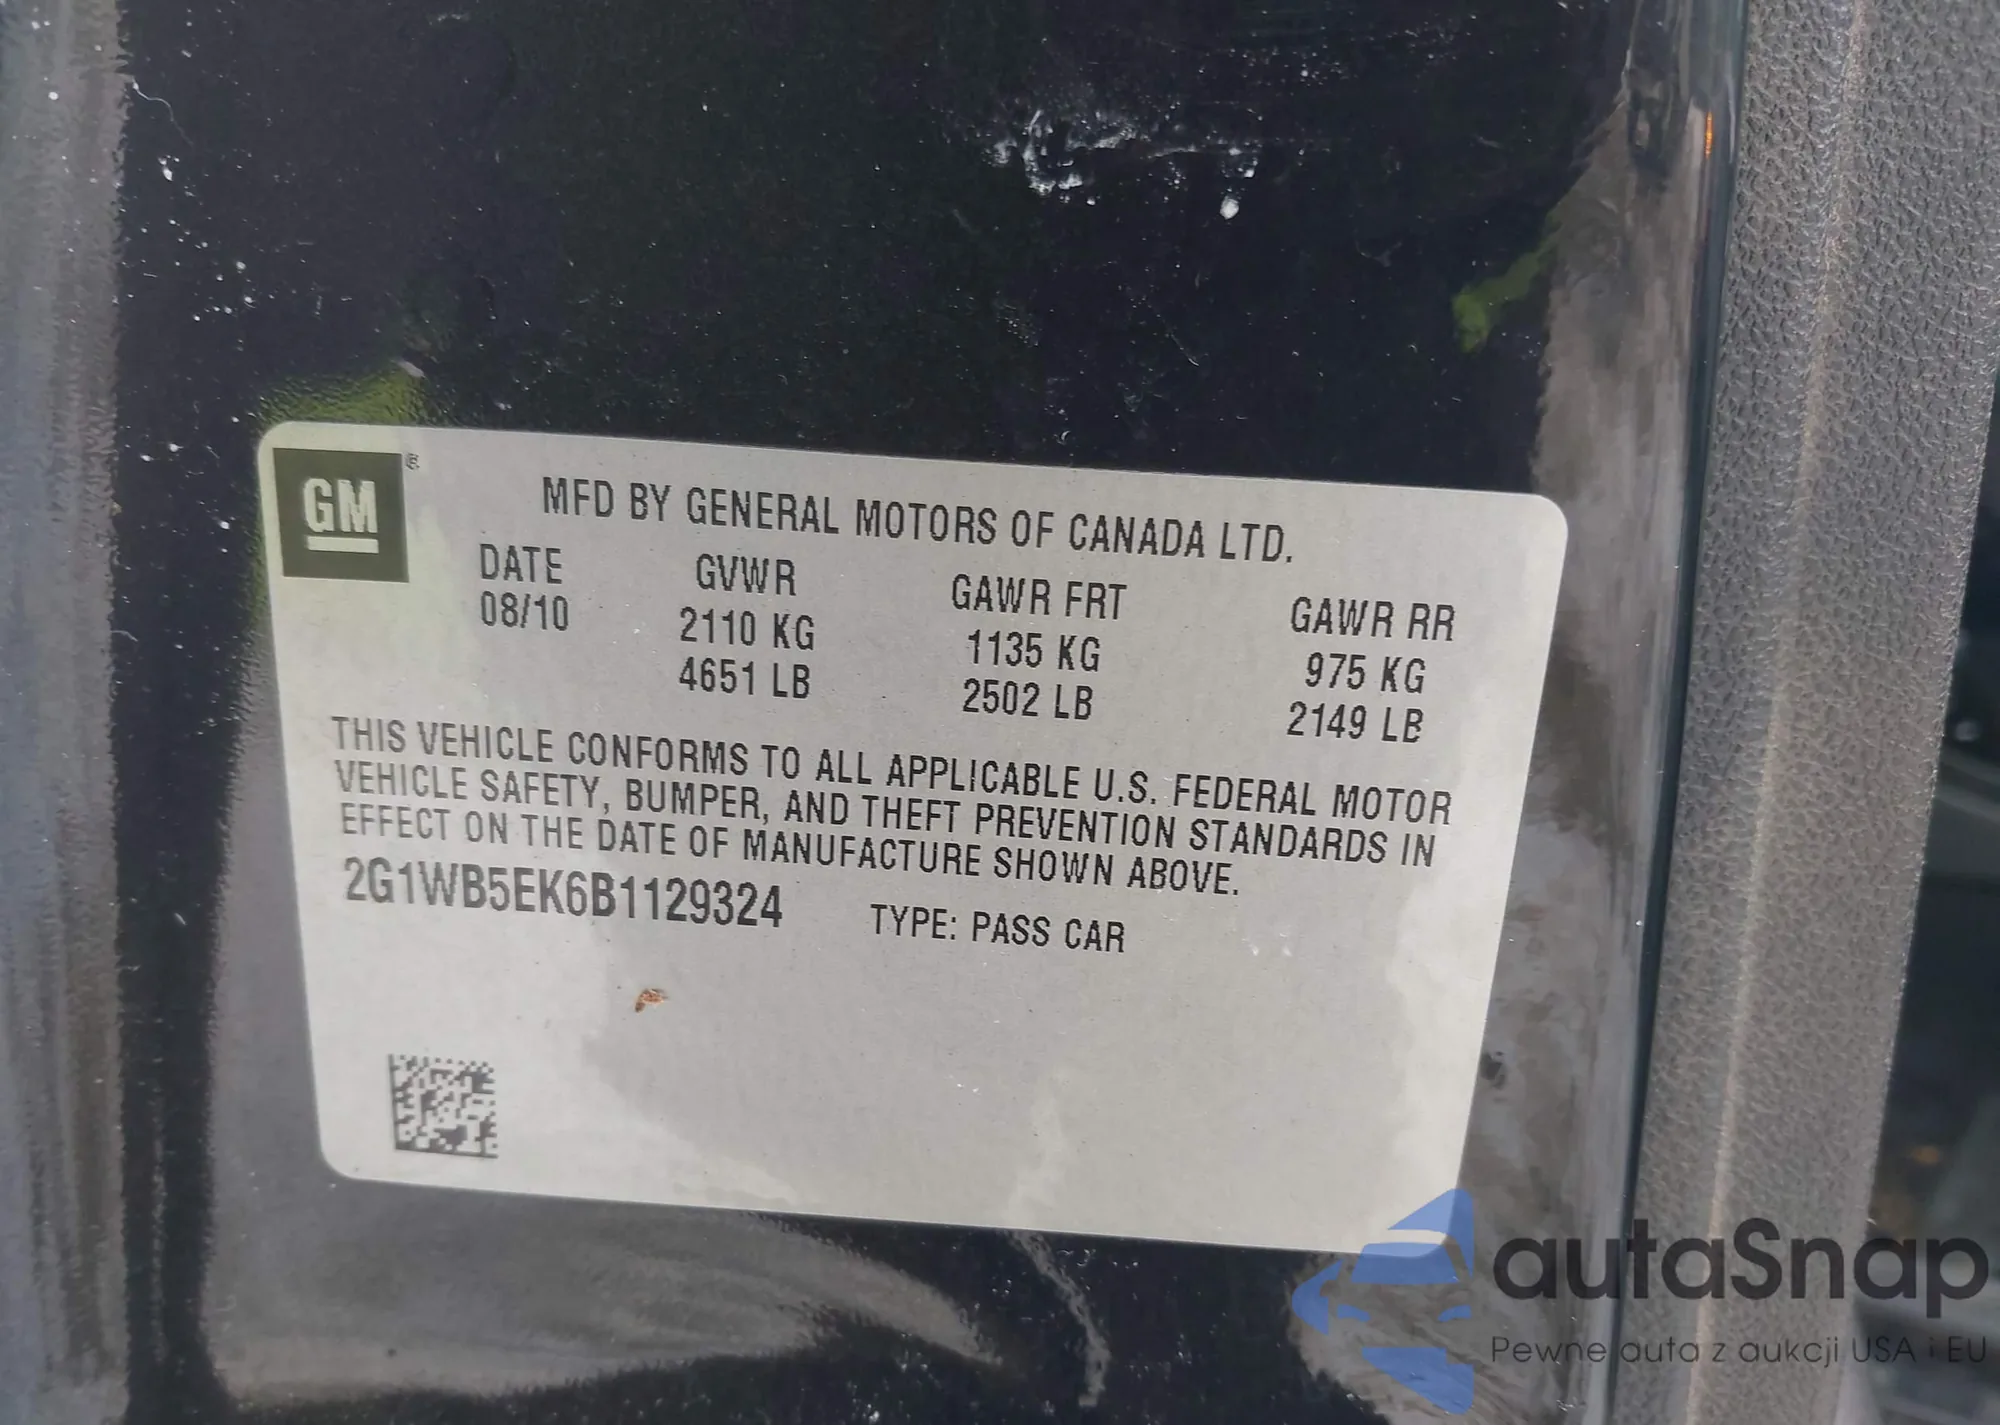 GM
MFD BY GENERAL MOTORS OF CANADA LTD.
DATE GVWR GAWR FRT GAWR RR
08/10 2110 KG 1135 KG 975 KG
4651 LB 2502 LB 2149 LB
THIS VEHICLE CONFORMS TO ALL APPLICABLE U.S. FEDERAL MOTOR
VEHICLE SAFETY, BUMPER, AND THEFT PREVENTION STANDARDS IN
EFFECT ON THE DATE OF MANUFACTURE SHOWN ABOVE.
2G1WB5EK6B1129324 TYPE: PASS CAR
autaSnap
Pewne auta z aukcji USA i EU